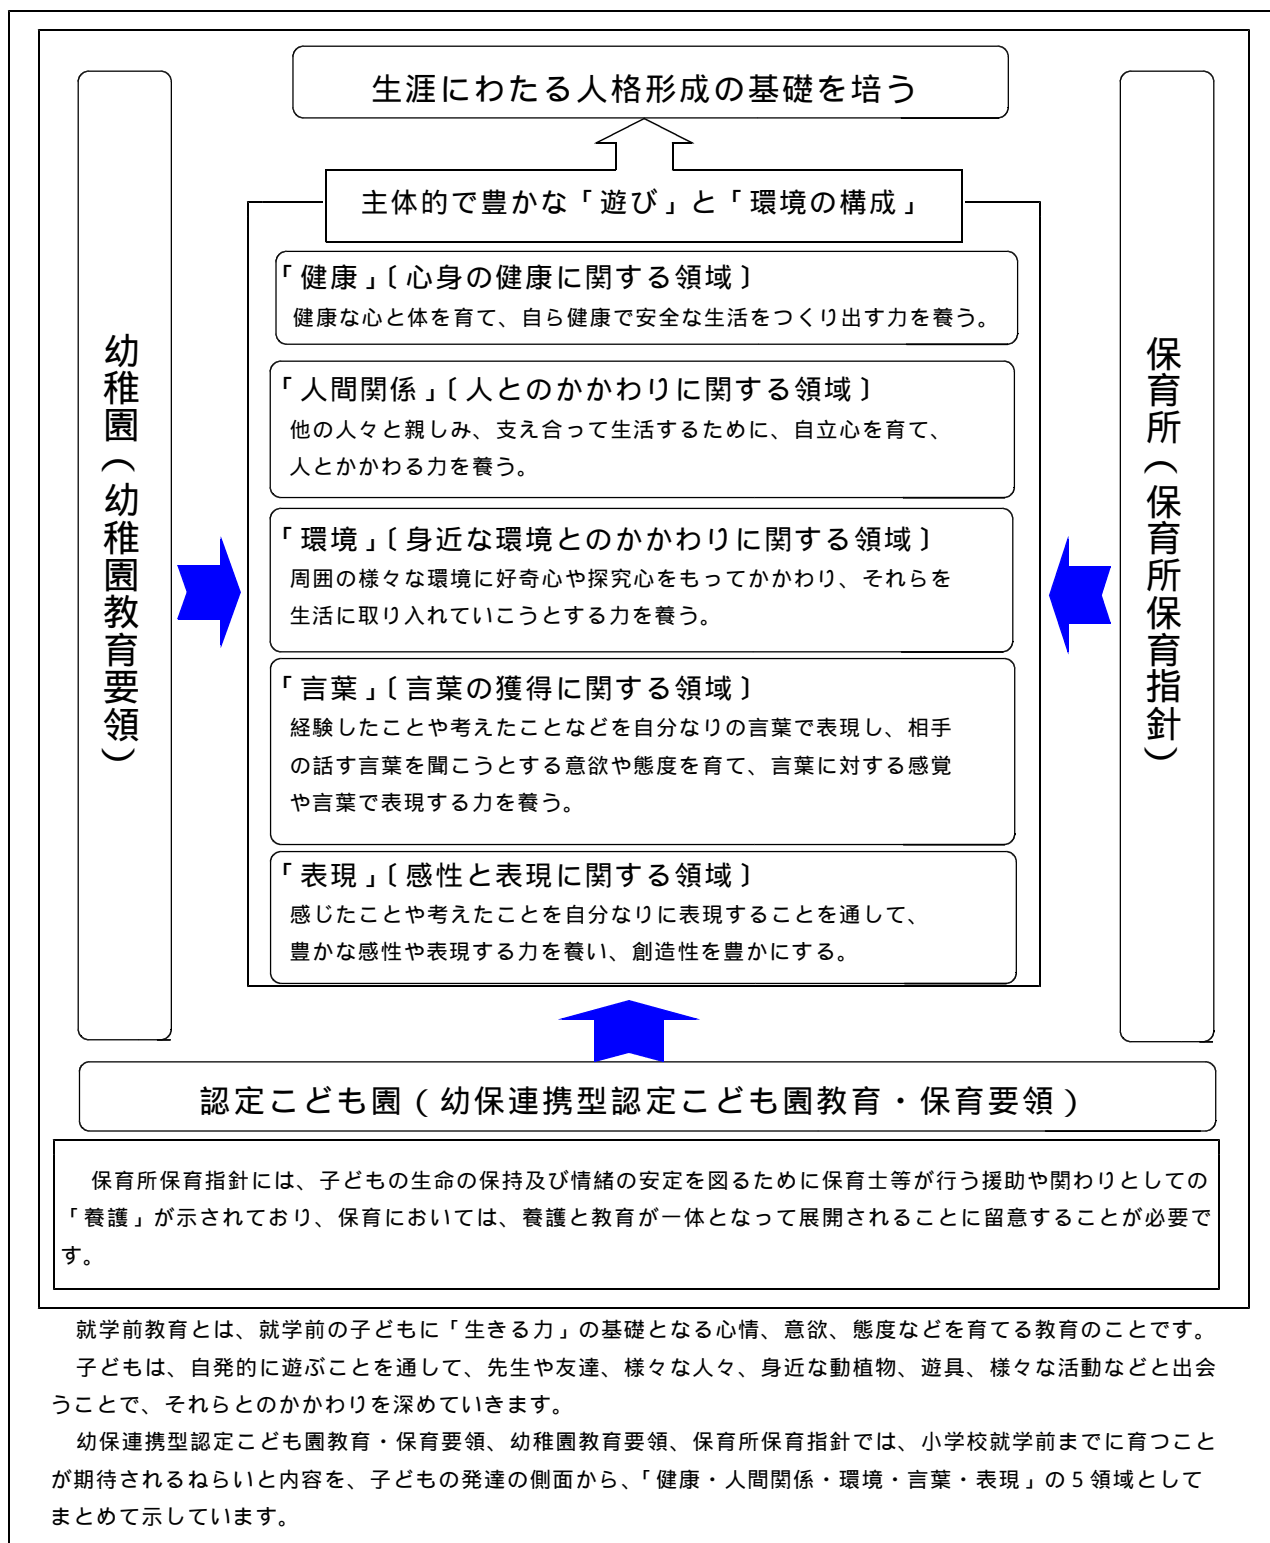 生涯にわたる人格形成の基礎を培う
主体的で豊かな「遊び」と「環境の構成」
幼稚園(幼稚園教育要領)
「健康」〔心身の健康に関する領域〕
健康な心と体を育て、自ら健康で安全な生活をつくり出す力を養う。
「人間関係」〔人とのかかわりに関する領域〕
他の人々と親しみ、支え合って生活するために、自立心を育て、
人とかかわる力を養う。
「環境」〔身近な環境とのかかわりに関する領域〕
周囲の様々な環境に好奇心や探究心をもってかかわり、それらを
生活に取り入れていこうとする力を養う。
「言葉」〔言葉の獲得に関する領域〕
経験したことや考えたことなどを自分なりの言葉で表現し、相手
の話す言葉を聞こうとする意欲や態度を育て、言葉に対する感覚
や言葉で表現する力を養う。
「表現」〔感性と表現に関する領域〕
感じたことや考えたことを自分なりに表現することを通して、
豊かな感性や表現する力を養い、創造性を豊かにする。
保育所(保育所保育指針)
認定こども園(幼保連携型認定こども園教育・保育要領)
保育所保育指針には、子どもの生命の保持及び情緒の安定を図るために保育士等が行う援助や関わりとしての
「養護」が示されており、保育においては、養護と教育が一体となって展開されることに留意することが必要で
す。
就学前教育とは、就学前の子どもに「生きる力」の基礎となる心情、意欲、態度などを育てる教育のことです。
子どもは、自発的に遊ぶことを通して、先生や友達、様々な人々、身近な動植物、遊具、様々な活動などと出会
うことで、それらとのかかわりを深めていきます。
幼保連携型認定こども園教育・保育要領、幼稚園教育要領、保育所保育指針では、小学校就学前までに育つこと
が期待されるねらいと内容を、子どもの発達の側面から、「健康・人間関係・環境・言葉・表現」の5領域として
まとめて示しています。